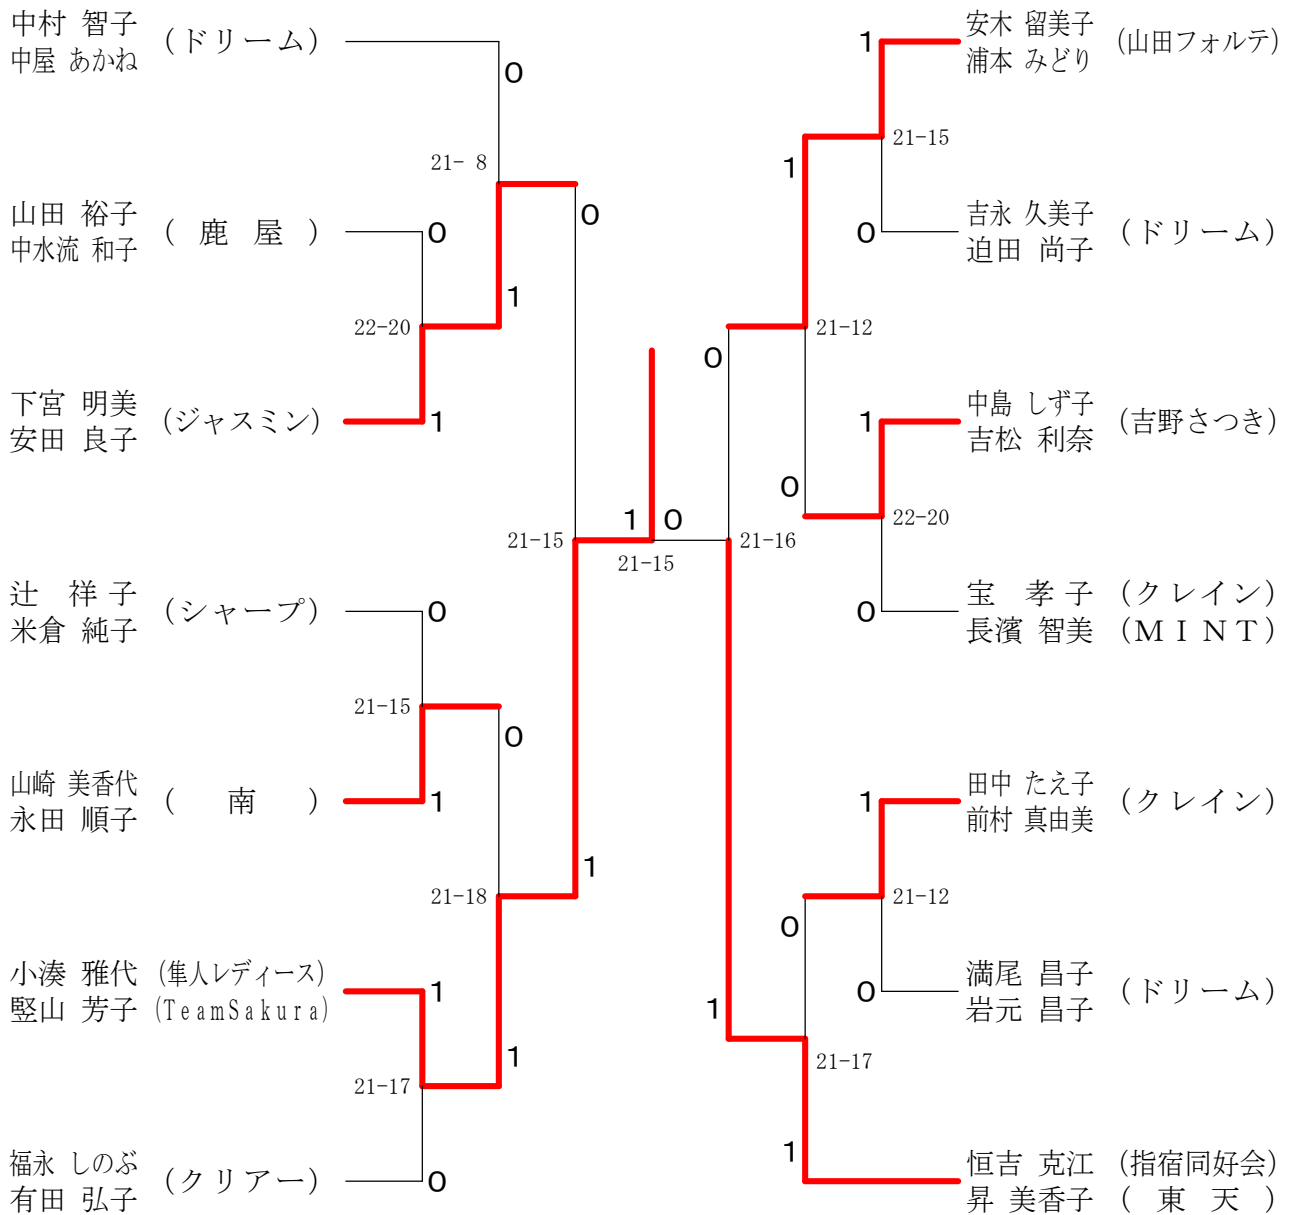 中村 智子 (ドリーム)
中屋 あかね
0
21- 8
山田 裕子 ( 鹿 屋 )
中水流 和子
0
0
1
22-20
下宮 明美 (ジャスミン)
安田 良子
1
21-15
辻 祥子 (シャープ)
米倉 純子
0
21-15
0
山崎 美香代 ( 南 )
永田 順子
1
1
21-18
小湊 雅代 (隼人レディース)
竪山 芳子 (TeamSakura)
1
1
21-17
福永 しのぶ (クリアー)
有田 弘子
0
1 0
21-15
安木 留美子 (山田フォルテ)
浦本 みどり
1
21-15
1
吉永 久美子 (ドリーム)
迫田 尚子
0
21-12
0
中島 しず子 (吉野さつき)
吉松 利奈
1
0
22-20
21-16
宝 孝子 (クレイン)
長濱 智美 (MINT)
0
田中 たえ子 (クレイン)
前村 真由美
1
21-12
0
満尾 昌子 (ドリーム)
岩元 昌子
0
1
21-17
1
恒吉 克江 (指宿同好会)
昇 美香子 ( 東 天 )